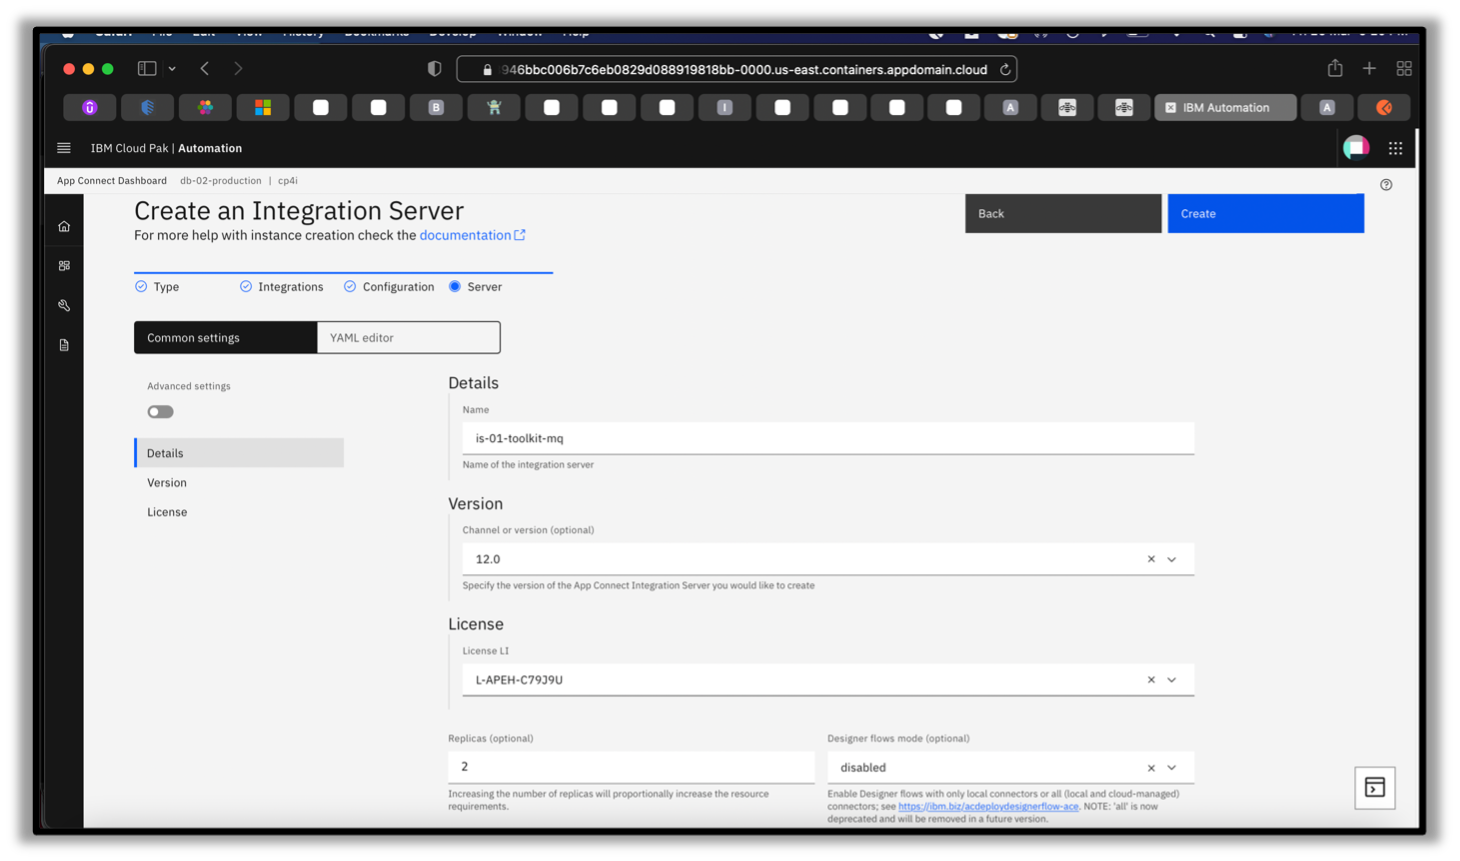 946bbc006b7c6eb0829d088919818bb-0000.us-east.containers.appdomain.cloud
B
I
A
IBM Automation
A
IBM Cloud Pak | Automation
App Connect Dashboard db-02-production | cp4i
Create an Integration Server
Back
Create
For more help with instance creation check the documentation
Type
Integrations
Configuration
Server
Common settings
YAML editor
Advanced settings
Details
Version
License
Details
Name
is-01-toolkit-mq
Name of the integration server
Version
Channel or version (optional)
12.0
Specify the version of the App Connect Integration Server you would like to create
License
License LI
L-APEH-C79J9U
Replicas (optional)
2
Increasing the number of replicas will proportionally increase the resource
requirements.
Designer flows mode (optional)
disabled
Enable Designer flows with only local connectors or all (local and cloud-managed)
connectors; see https://ibm.biz/acdeploydesignerflow-ace. NOTE: 'all' is now
deprecated and will be removed in a future version.